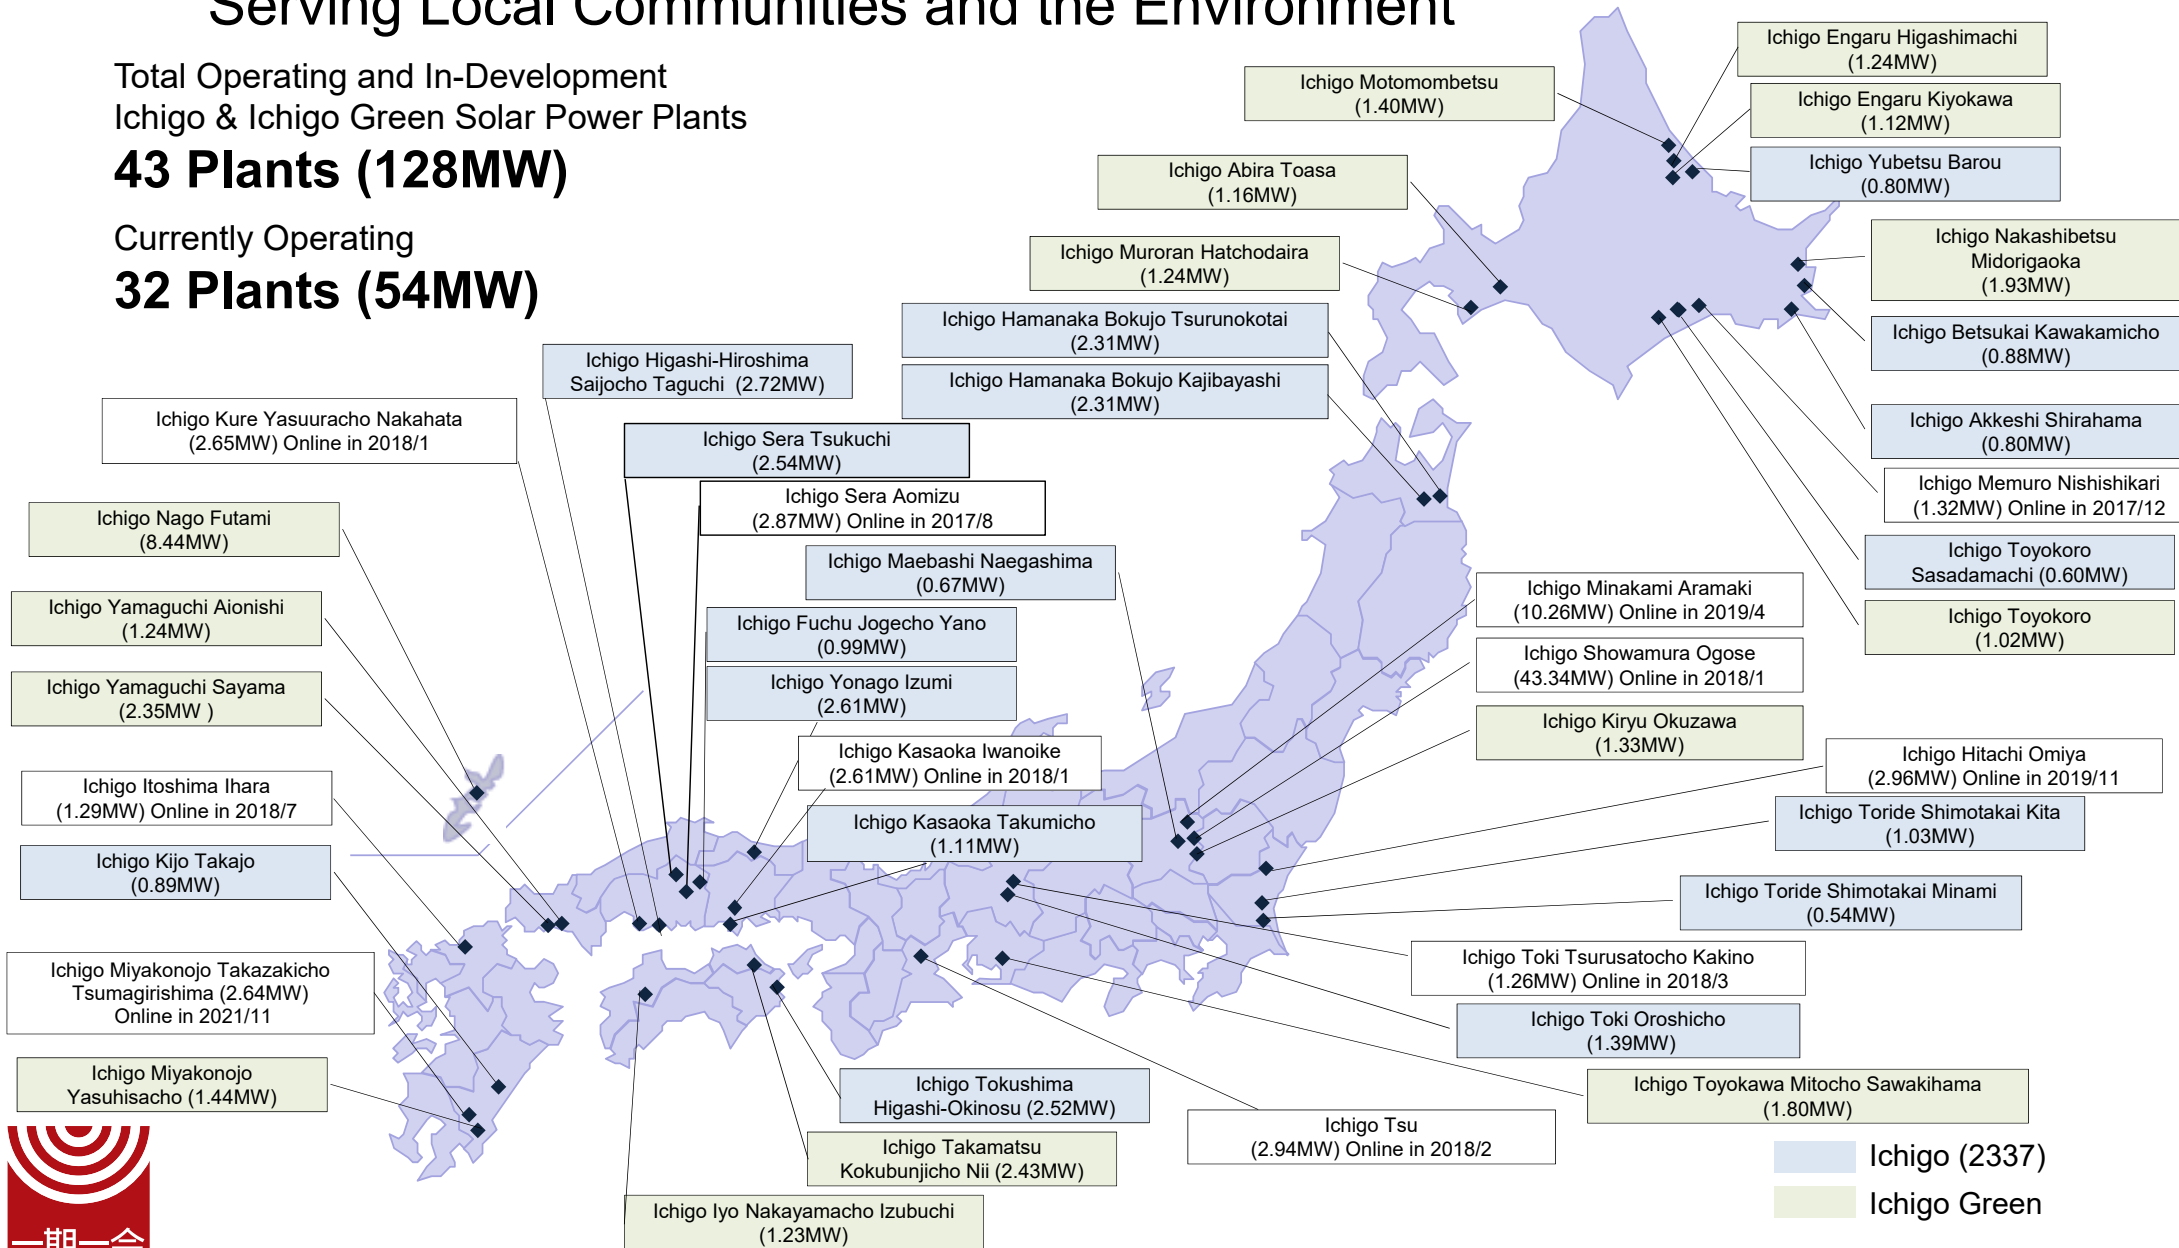 Serving Local Communities and the Environment
Total Operating and In-Development
Ichigo & Ichigo Green Solar Power Plants
43 Plants (128MW)
Currently Operating
32 Plants (54MW)
Ichigo Engaru Higashimachi
(1.24MW)
Ichigo Motomombetsu
(1.40MW)
Ichigo Engaru Kiyokawa
(1.12MW)
Ichigo Yubetsu Barou
(0.80MW)
Ichigo Abira Toasa
(1.16MW)
Ichigo Muroran Hatchodaira
(1.24MW)
Ichigo Nakashibetsu
Midorigaoka
(1.93MW)
Ichigo Hamanaka Bokujo Tsurunokotai
(2.31MW)
Ichigo Betsukai Kawakamicho
(0.88MW)
Ichigo Higashi-Hiroshima
Saijocho Taguchi (2.72MW)
Ichigo Hamanaka Bokujo Kajibayashi
(2.31MW)
Ichigo Kure Yasuuracho Nakahata
(2.65MW) Online in 2018/1
Ichigo Akkeshi Shirahama
(0.80MW)
Ichigo Sera Tsukuchi
(2.54MW)
Ichigo Memuro Nishishikari
(1.32MW) Online in 2017/12
Ichigo Sera Aomizu
(2.87MW) Online in 2017/8
Ichigo Nago Futami
(8.44MW)
Ichigo Toyokoro
Sasadamachi (0.60MW)
Ichigo Maebashi Naegashima
(0.67MW)
Ichigo Minakami Aramaki
(10.26MW) Online in 2019/4
Ichigo Yamaguchi Aionishi
(1.24MW)
Ichigo Toyokoro
(1.02MW)
Ichigo Fuchu Jogecho Yano
(0.99MW)
Ichigo Showamura Ogose
(43.34MW) Online in 2018/1
Ichigo Yonago Izumi
(2.61MW)
Ichigo Yamaguchi Sayama
(2.35MW )
Ichigo Kiryu Okuzawa
(1.33MW)
Ichigo Kasaoka Iwanoike
(2.61MW) Online in 2018/1
Ichigo Hitachi Omiya
(2.96MW) Online in 2019/11
Ichigo Itoshima Ihara
(1.29MW) Online in 2018/7
Ichigo Kasaoka Takumicho
(1.11MW)
Ichigo Toride Shimotakai Kita
(1.03MW)
Ichigo Kijo Takajo
(0.89MW)
Ichigo Toride Shimotakai Minami
(0.54MW)
Ichigo Toki Tsurusatocho Kakino
(1.26MW) Online in 2018/3
Ichigo Miyakonojo Takazakicho
Tsumagirishima (2.64MW)
Online in 2021/11
Ichigo Toki Oroshicho
(1.39MW)
Ichigo Miyakonojo
Yasuhisacho (1.44MW)
Ichigo Tokushima
Higashi-Okinosu (2.52MW)
Ichigo Toyokawa Mitocho Sawakihama
(1.80MW)
Ichigo Tsu
(2.94MW) Online in 2018/2
Ichigo Takamatsu
Kokubunjicho Nii (2.43MW)
Ichigo Iyo Nakayamacho Izubuchi
(1.23MW)
Ichigo (2337)
Ichigo Green
一期一会